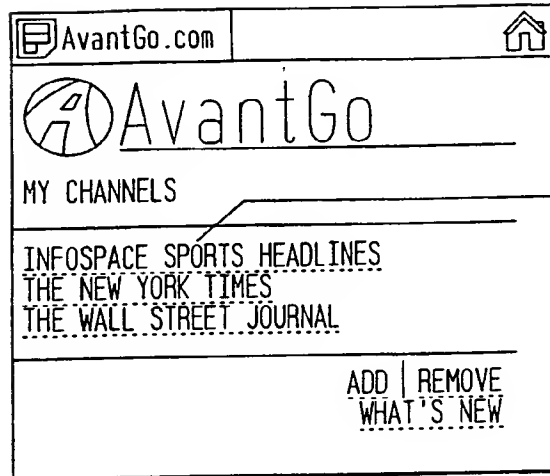 AvantGo.com
AvantGo
MY CHANNELS
INFOSPACE SPORTS HEADLINES
THE NEW YORK TIMES
THE WALL STREET JOURNAL
ADD | REMOVE
WHAT'S NEW